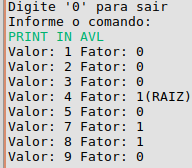 Digite '0' para sair
Informe o comando:
PRINT IN AVL
Valor: 1 Fator: 0
Valor: 2 Fator: 0
Valor: 3 Fator: 0
Valor: 4 Fator: 1(RAIZ)
Valor: 5 Fator: 0
Valor: 7 Fator: 1
Valor: 8 Fator: 1
Valor: 9 Fator: 0